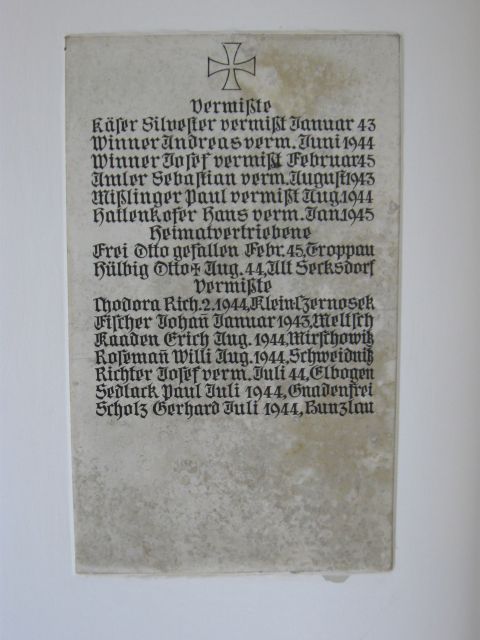 Vermißte
Käser Silvester vermißt Januar 43
Winner Andreas verm. Juni 1944
Winner Josef vermißt Februar 45
Amler Sebastian verm. August 1943
Mißlinger Paul vermißt Aug. 1944
Hallenkofer Hans verm. Jan. 1945
Heimatvertriebene
Frei Otto gefallen Febr. 45, Troppau
Hülbig Otto + Aug. 44, Alt Secksdorf
Vermißte
Chodora Rich. 2. 1944, Kleintzernosek
Fischer Johañ Januar 1943, Meltsch
Kaaden Erich Aug. 1944, Mirschowitz
Rosemañ Willi Aug. 1944, Schweidnitz
Richter Josef verm. Juli 44, Elbogen
Sedlack Paul Juli 1944, Gnadenfrei
Scholz Gerhard Juli 1944, Bunzlau